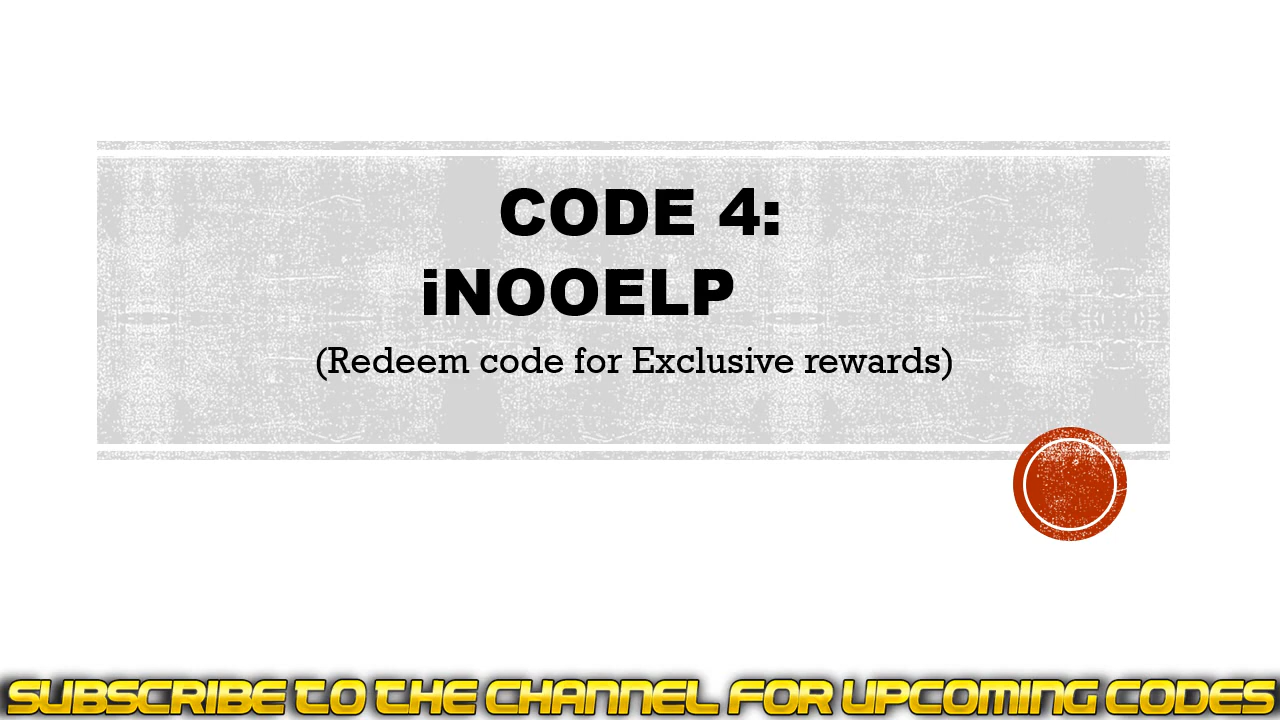 CODE 4:
iNOOELP
(Redeem code for Exclusive rewards)
SUBSCRIBE TO THE CHANNEL FOR UPCOMING CODES